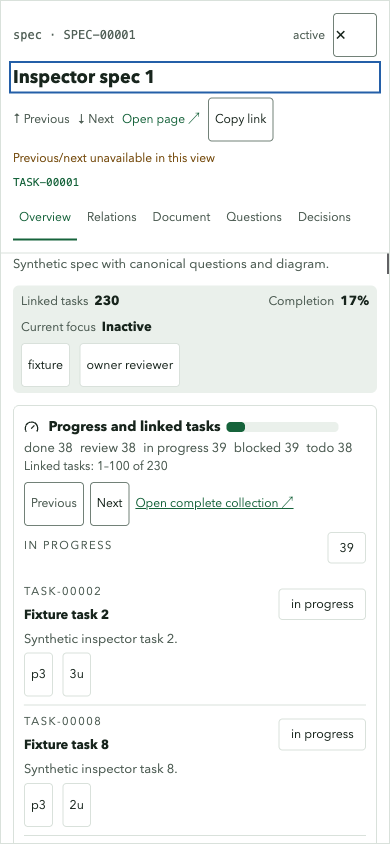 spec · SPEC-00001 active ×
Inspector spec 1
↑ Previous ↓ Next Open page ↗ Copy link
Previous/next unavailable in this view
TASK-00001
Overview Relations Document Questions Decisions
Synthetic spec with canonical questions and diagram.
Linked tasks 230 Completion 17%
Current focus Inactive
fixture owner reviewer
Progress and linked tasks
done 38 review 38 in progress 39 blocked 39 todo 38
Linked tasks: 1–100 of 230
Previous Next Open complete collection ↗
IN PROGRESS 39
TASK-00002
in progress
Fixture task 2
Synthetic inspector task 2.
p3 3u
TASK-00008
in progress
Fixture task 8
Synthetic inspector task 8.
p3 2u